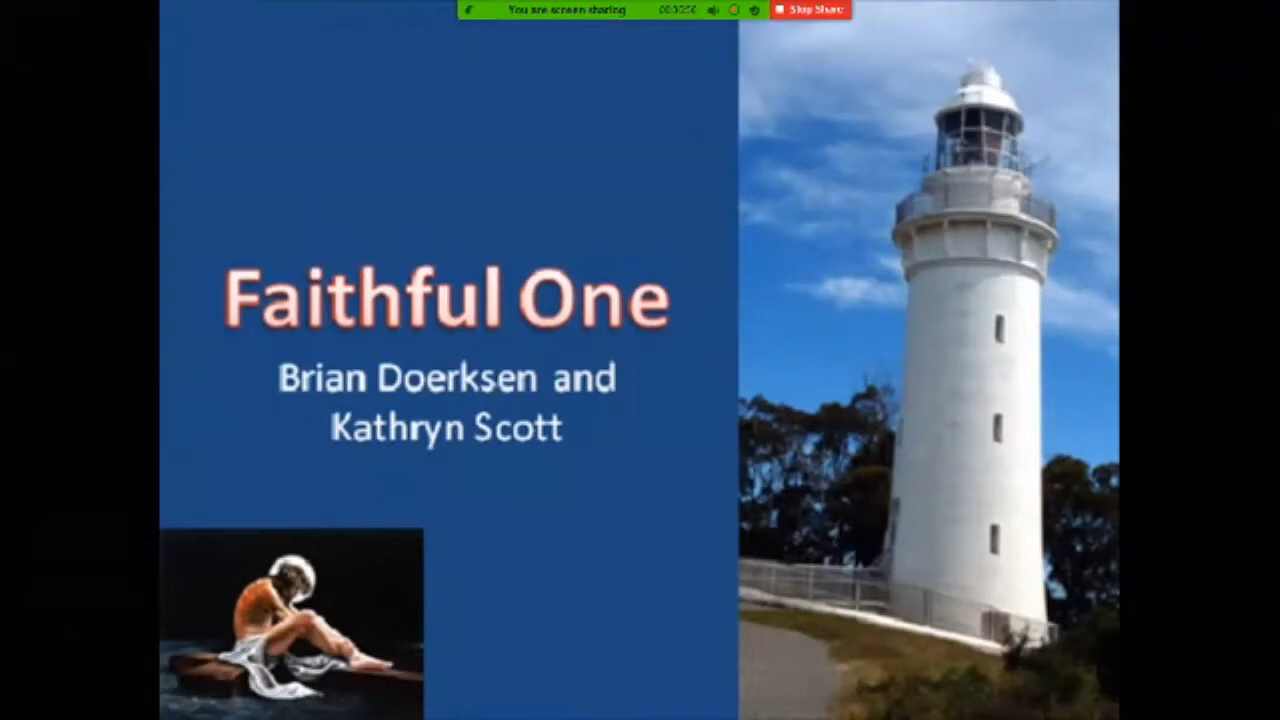 You are screen sharing
Stop Share
Faithful One
Brian Doerksen and
Kathryn Scott